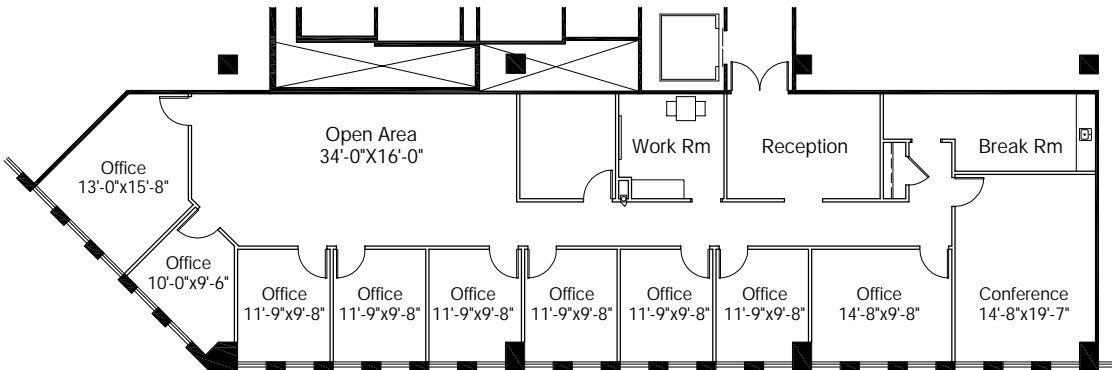 Open Area
34'-0"X16'-0"
Work Rm
Reception
Break Rm
Office
13'-0"x15'-8"
Office
10'-0"x9'-6"
Office
11'-9"x9'-8"
Office
11'-9"x9'-8"
Office
11'-9"x9'-8"
Office
11'-9"x9'-8"
Office
11'-9"x9'-8"
Office
11'-9"x9'-8"
Office
14'-8"x9'-8"
Conference
14'-8"x19'-7"